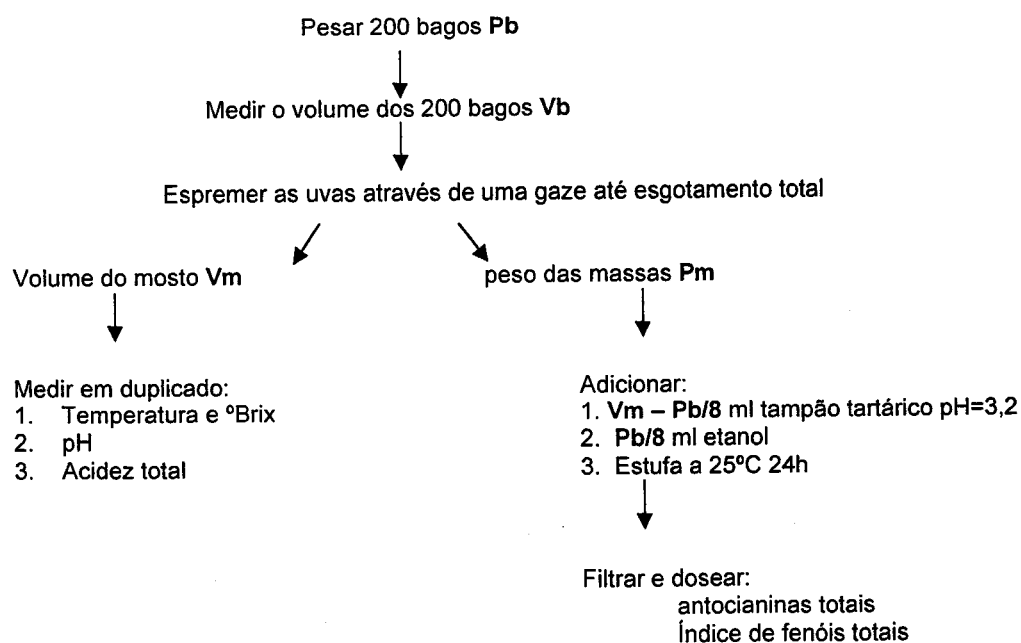 Pesar 200 bagos Pb
Medir o volume dos 200 bagos Vb
Espremer as uvas através de uma gaze até esgotamento total
Volume do mosto Vm
peso das massas Pm
Medir em duplicado:
1. Temperatura e ºBrix
2. pH
3. Acidez total
Adicionar:
1. Vm – Pb/8 ml tampão tartárico pH=3,2
2. Pb/8 ml etanol
3. Estufa a 25ºC 24h
Filtrar e dosear:
antocianinas totais
Índice de fenóis totais